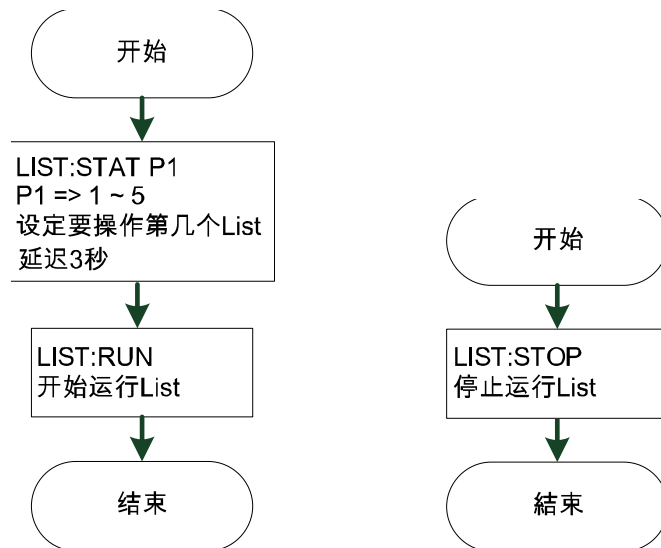 开始
LIST:STAT P1
P1 => 1 ~ 5
设定要操作第几个List
延迟3秒
LIST:RUN
开始运行List
结束
开始
LIST:STOP
停止运行List
結束